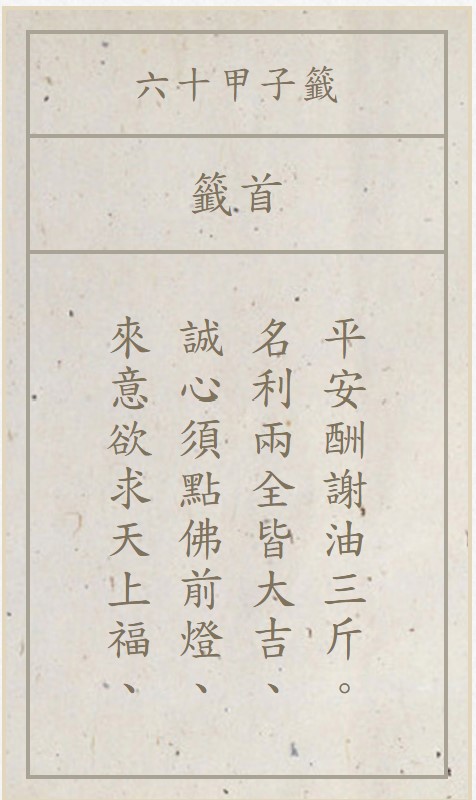 六十甲子籤
籤首
來意欲求天上福、
誠心須點佛前燈、
名利兩全皆大吉、
平安酬謝油三斤。